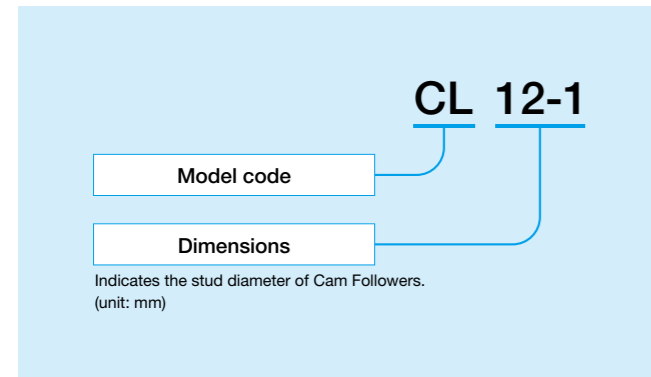 CL 12-1
Model code
Dimensions
Indicates the stud diameter of Cam Followers.
(unit: mm)